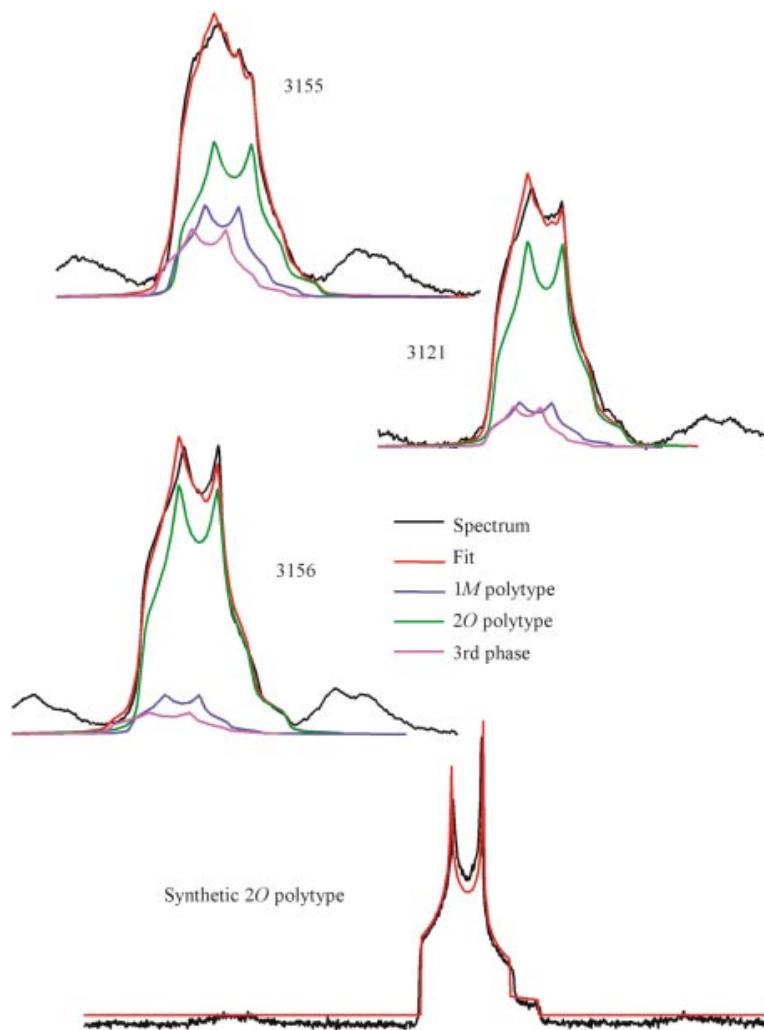 3155
3121
3156
Spectrum
Fit
1M polytype
2O polytype
3rd phase
Synthetic 2O polytype